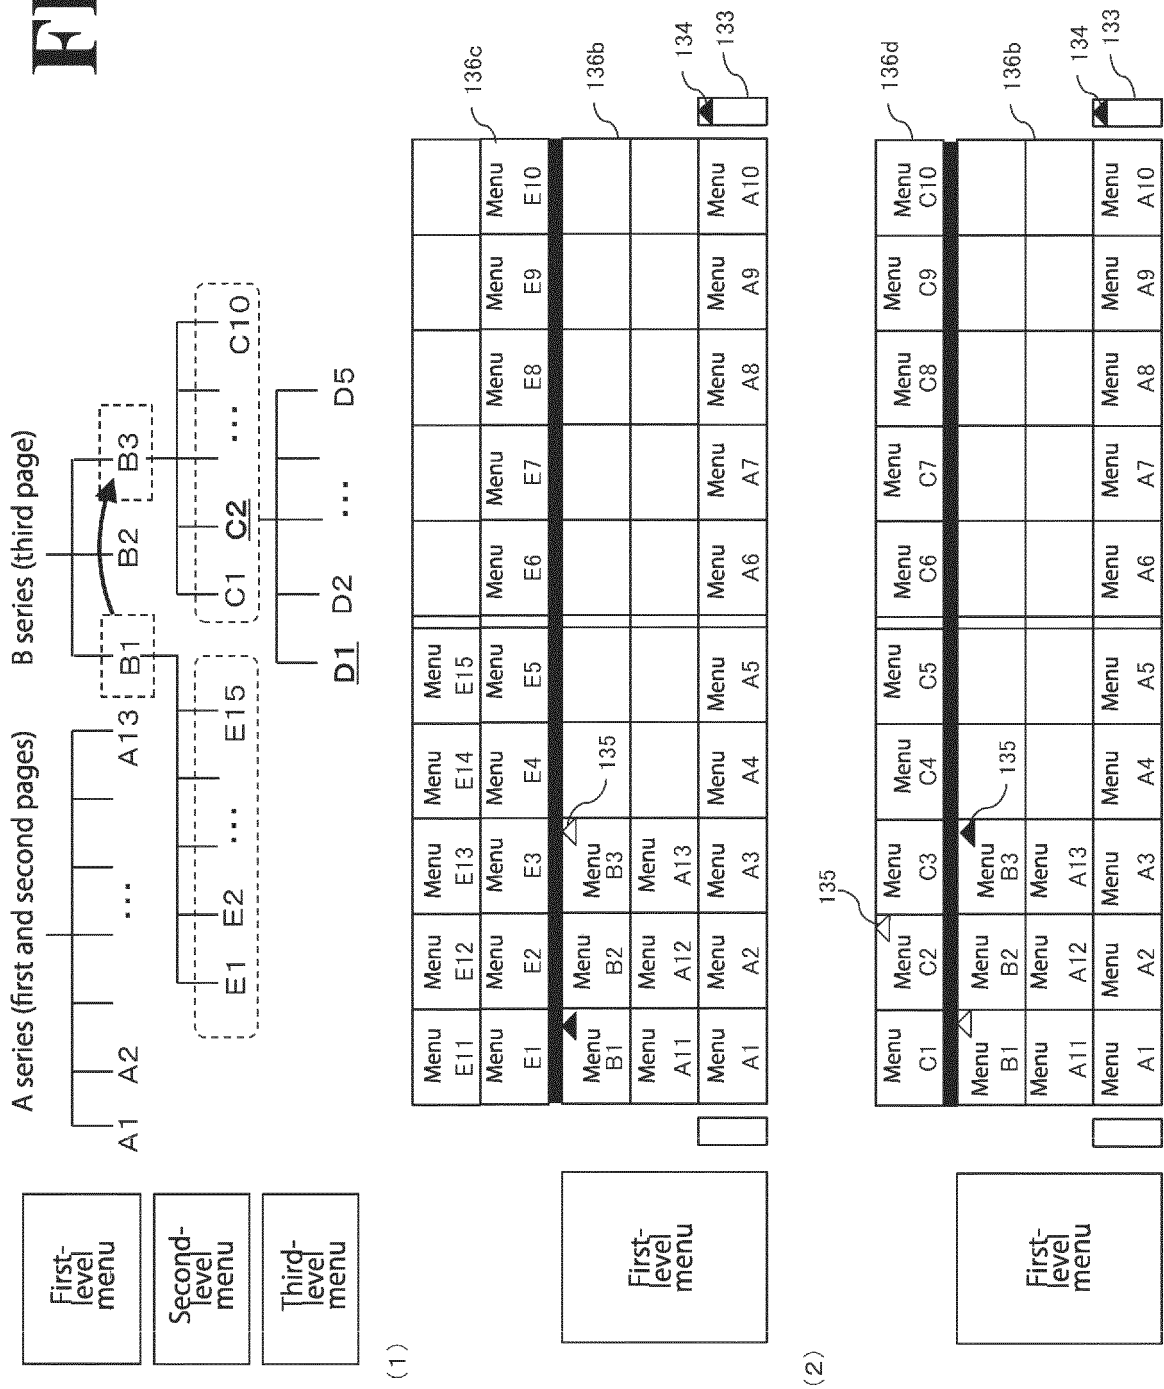 FI
A series (first and second pages) B series (third page)
First-
level
menu
A1 A2 ... A13 B1 B2 B3
Second-
level
menu
E1 E2 ... E15 C1 C2 ... C10
Third-
level
menu
D1 D2 ... D5
(1)
Menu Menu Menu Menu Menu
E11 E12 E13 E14 E15
136c
Menu Menu Menu Menu Menu Menu Menu Menu Menu Menu
E1 E2 E3 E4 E5 E6 E7 E8 E9 E10
135
136b
Menu Menu Menu
B1 B2 B3
First-
level
menu
Menu Menu Menu
A11 A12 A13
134
Menu Menu Menu Menu Menu Menu Menu Menu Menu Menu
A1 A2 A3 A4 A5 A6 A7 A8 A9 A10
133
(2)
135
136d
Menu Menu Menu Menu Menu Menu Menu Menu Menu Menu
C1 C2 C3 C4 C5 C6 C7 C8 C9 C10
135
136b
Menu Menu Menu
B1 B2 B3
First-
level
menu
Menu Menu Menu
A11 A12 A13
134
Menu Menu Menu Menu Menu Menu Menu Menu Menu Menu
A1 A2 A3 A4 A5 A6 A7 A8 A9 A10
133